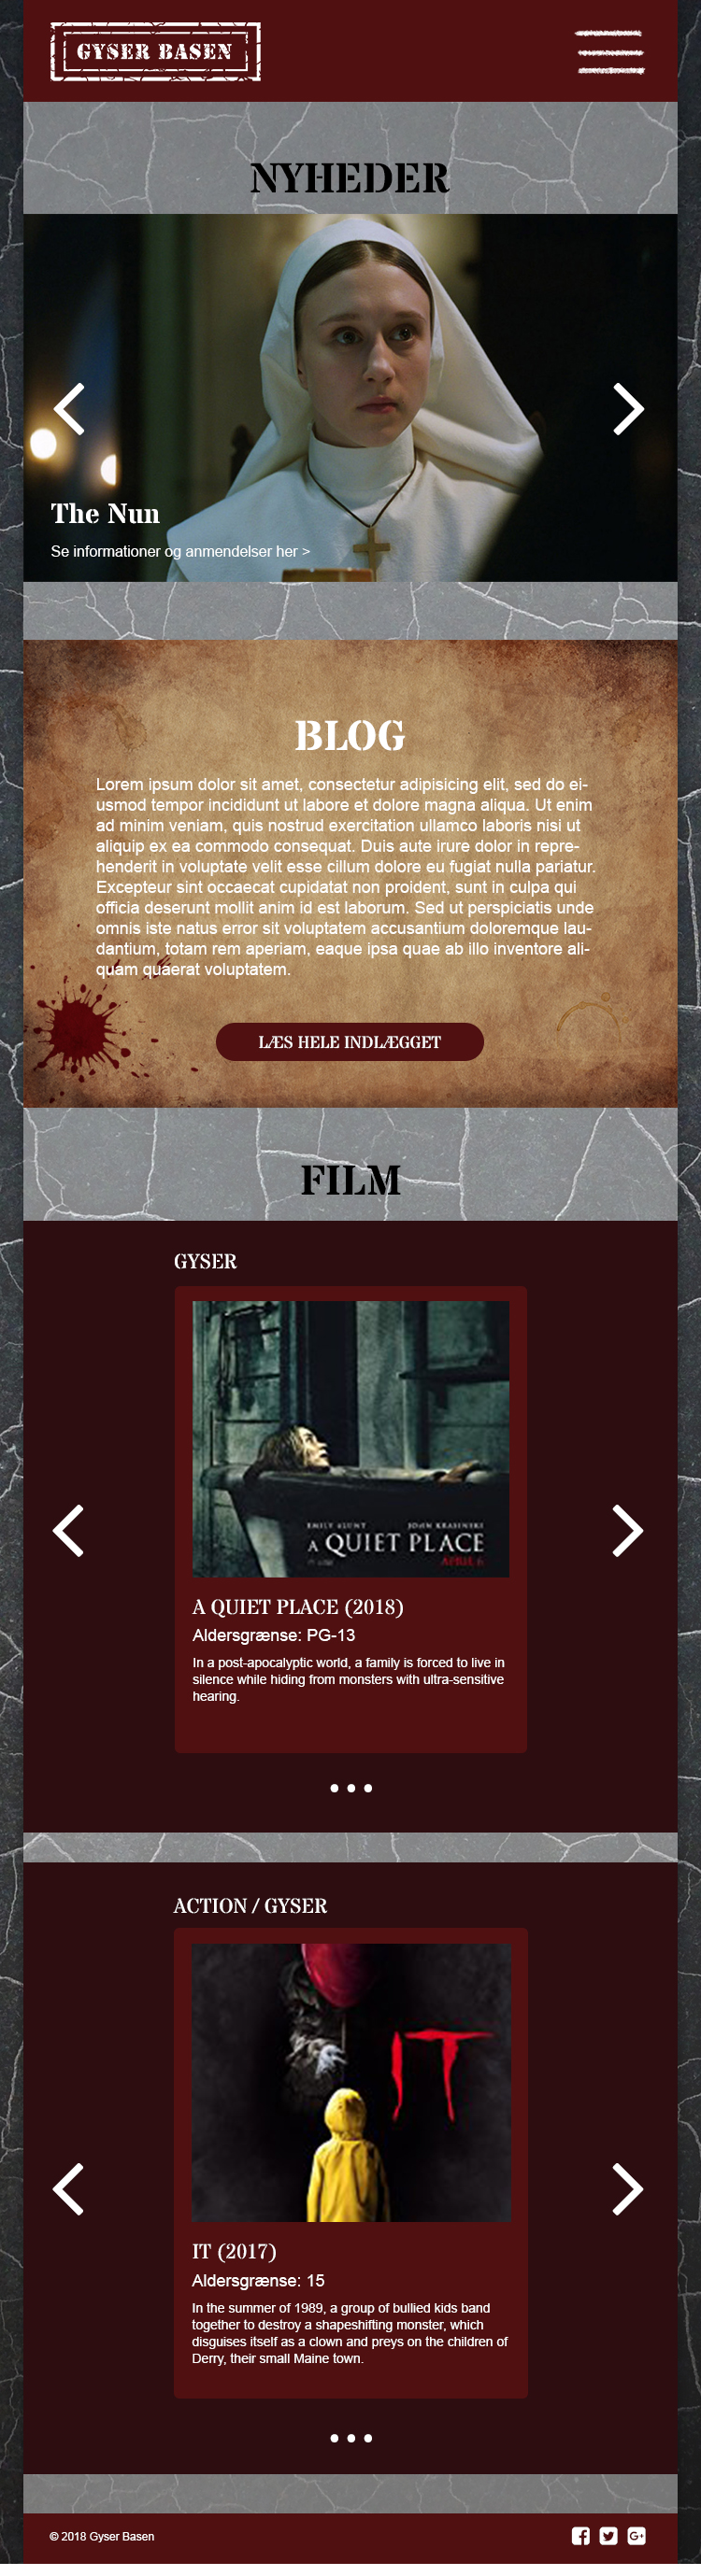 GYSER BASEN
NYHEDER
The Nun
Se informationer og anmendelser her >
BLOG
Lorem ipsum dolor sit amet, consectetur adipisicing elit, sed do ei-
usmod tempor incididunt ut labore et dolore magna aliqua. Ut enim
ad minim veniam, quis nostrud exercitation ullamco laboris nisi ut
aliquip ex ea commodo consequat. Duis aute irure dolor in repre-
henderit in voluptate velit esse cillum dolore eu fugiat nulla pariatur.
Excepteur sint occaecat cupidatat non proident, sunt in culpa qui
officia deserunt mollit anim id est laborum. Sed ut perspiciatis unde
omnis iste natus error sit voluptatem accusantium doloremque lau-
dantium, totam rem aperiam, eaque ipsa quae ab illo inventore ali-
quam quaerat voluptatem.
LÆS HELE INDLÆGGET
FILM
GYSER
EMILY BLUNT JOHN KRASINSKI
A QUIET PLACE
APRIL 6
A QUIET PLACE (2018)
Aldersgrænse: PG-13
In a post-apocalyptic world, a family is forced to live in
silence while hiding from monsters with ultra-sensitive
hearing.
ACTION / GYSER
IT
IT (2017)
Aldersgrænse: 15
In the summer of 1989, a group of bullied kids band
together to destroy a shapeshifting monster, which
disguises itself as a clown and preys on the children of
Derry, their small Maine town.
© 2018 Gyser Basen